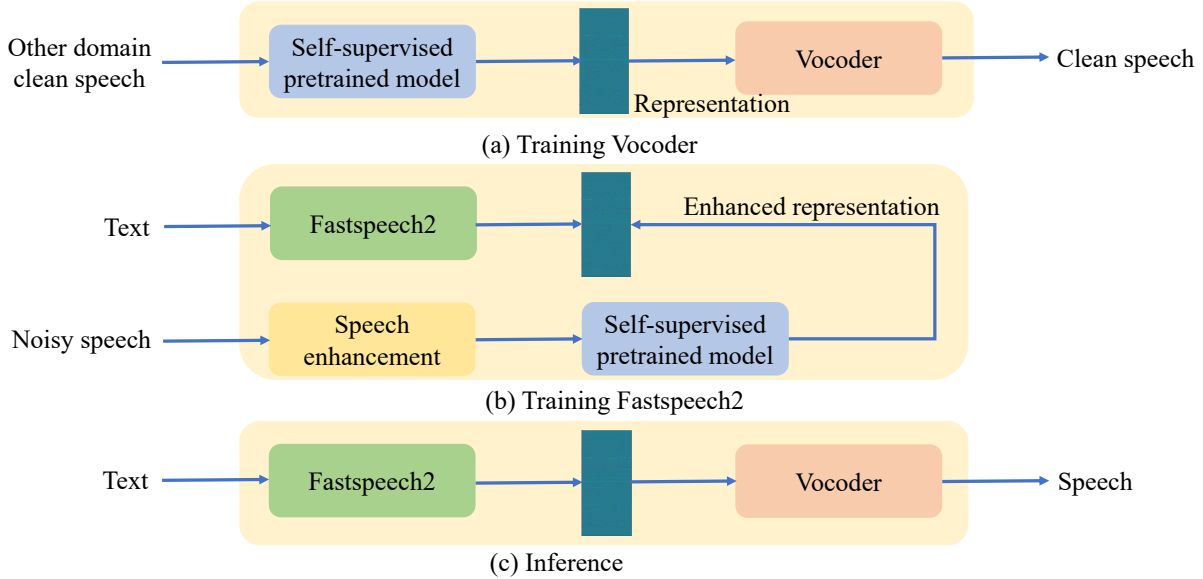 Other domain
clean speech
Self-supervised
pretrained model
Representation
Vocoder
Clean speech
(a) Training Vocoder
Text
Fastspeech2
Enhanced representation
Noisy speech
Speech
enhancement
Self-supervised
pretrained model
(b) Training Fastspeech2
Text
Fastspeech2
Vocoder
Speech
(c) Inference